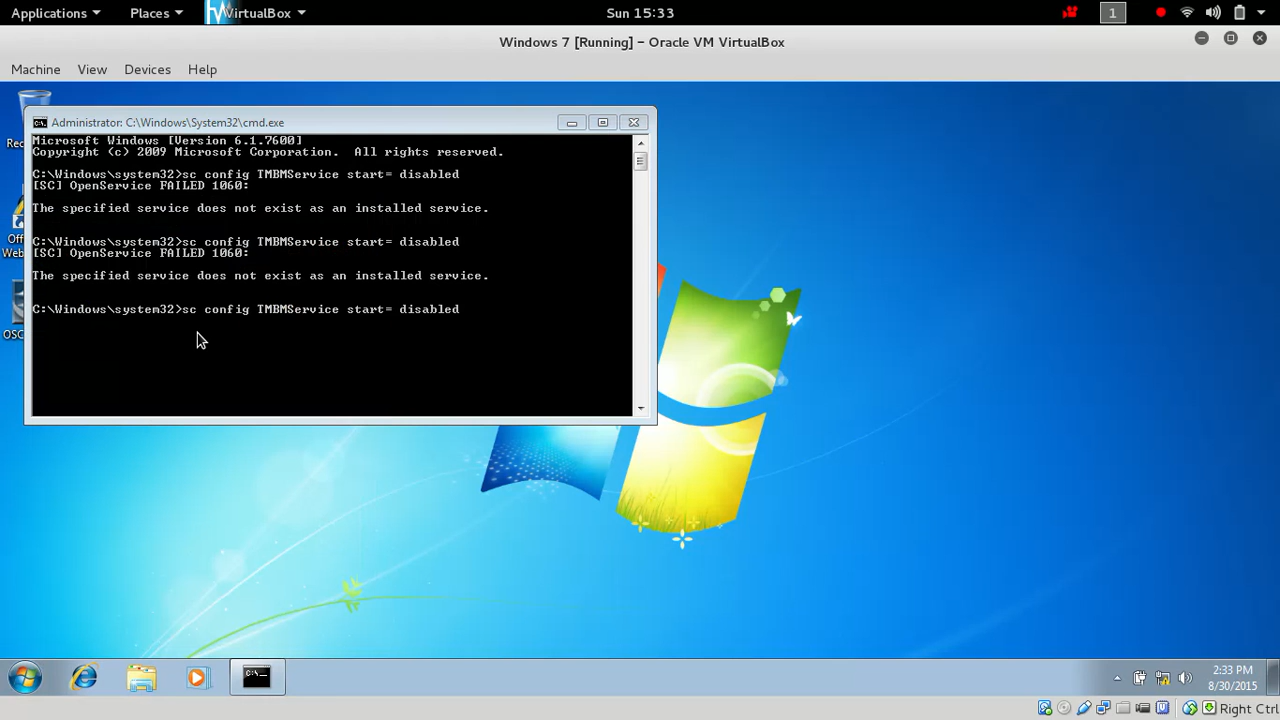 Applications
Places
VirtualBox
Sun 15:33
1
Windows 7 [Running] – Oracle VM VirtualBox
Machine
View
Devices
Help
Administrator: C:\Windows\System32\cmd.exe
Microsoft Windows [Version 6.1.7600]
Copyright (c) 2009 Microsoft Corporation.  All rights reserved.
C:\Windows\system32>sc config TMBMService start= disabled
[SC] OpenService FAILED 1060:
The specified service does not exist as an installed service.
C:\Windows\system32>sc config TMBMService start= disabled
[SC] OpenService FAILED 1060:
The specified service does not exist as an installed service.
C:\Windows\system32>sc config TMBMService start= disabled
Rec
Off
Web
OSC
2:33 PM
8/30/2015
Right Ctrl